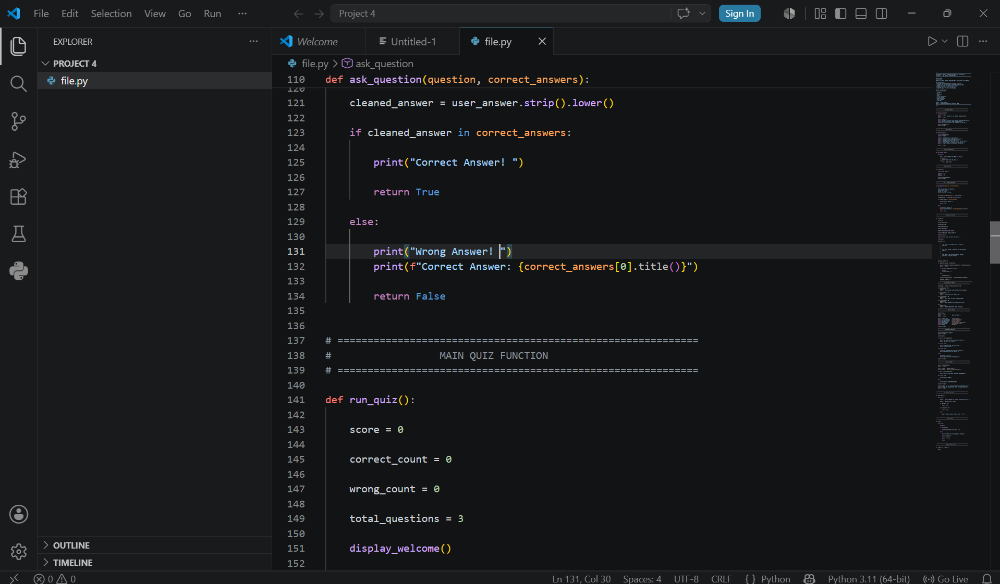 File Edit Selection View Go Run ··· Project 4 Sign In
EXPLORER ···
PROJECT 4
file.py
OUTLINE
TIMELINE
Welcome Untitled-1 file.py
file.py > ask_question
110 def ask_question(question, correct_answers):
120
121     cleaned_answer = user_answer.strip().lower()
122
123     if cleaned_answer in correct_answers:
124
125         print("Correct Answer! ")
126
127         return True
128
129     else:
130
131         print("Wrong Answer! ")
132         print(f"Correct Answer: {correct_answers[0].title()}")
133
134         return False
135
136
137 # ============================================================
138 #                  MAIN QUIZ FUNCTION
139 # ============================================================
140
141 def run_quiz():
142
143     score = 0
144
145     correct_count = 0
146
147     wrong_count = 0
148
149     total_questions = 3
150
151     display_welcome()
152
0 0 Ln 131, Col 30 Spaces: 4 UTF-8 CRLF { } Python Python 3.11 (64-bit) Go Live